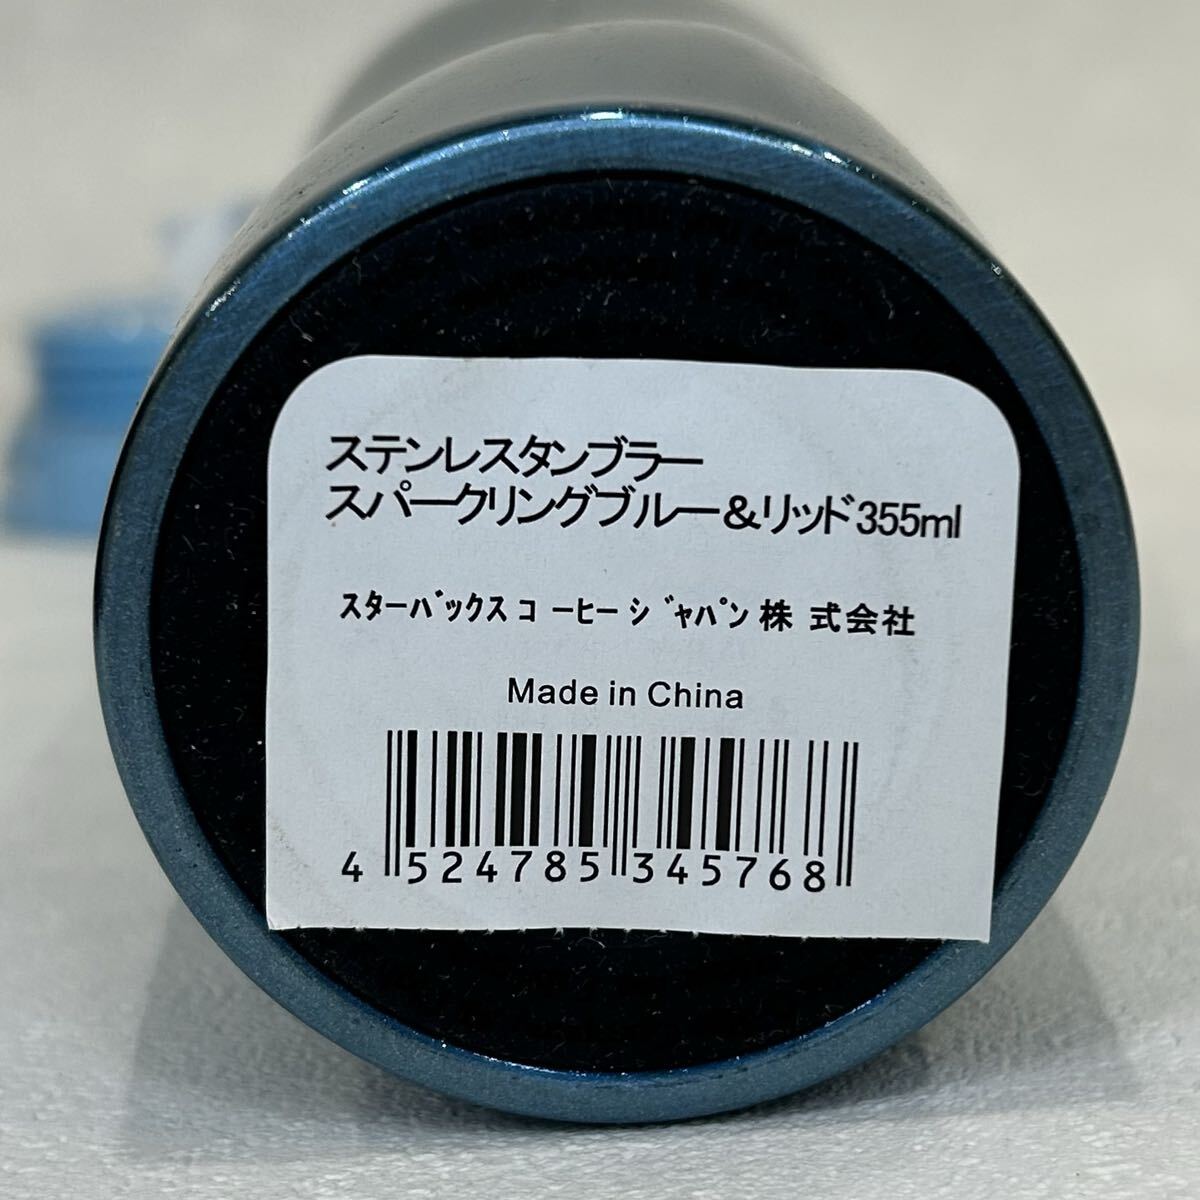 ステンレスタンブラー
スパークリングブルー&リッド355ml
スターバックスコーヒージャパン株式会社
Made in China
4 524785 345768